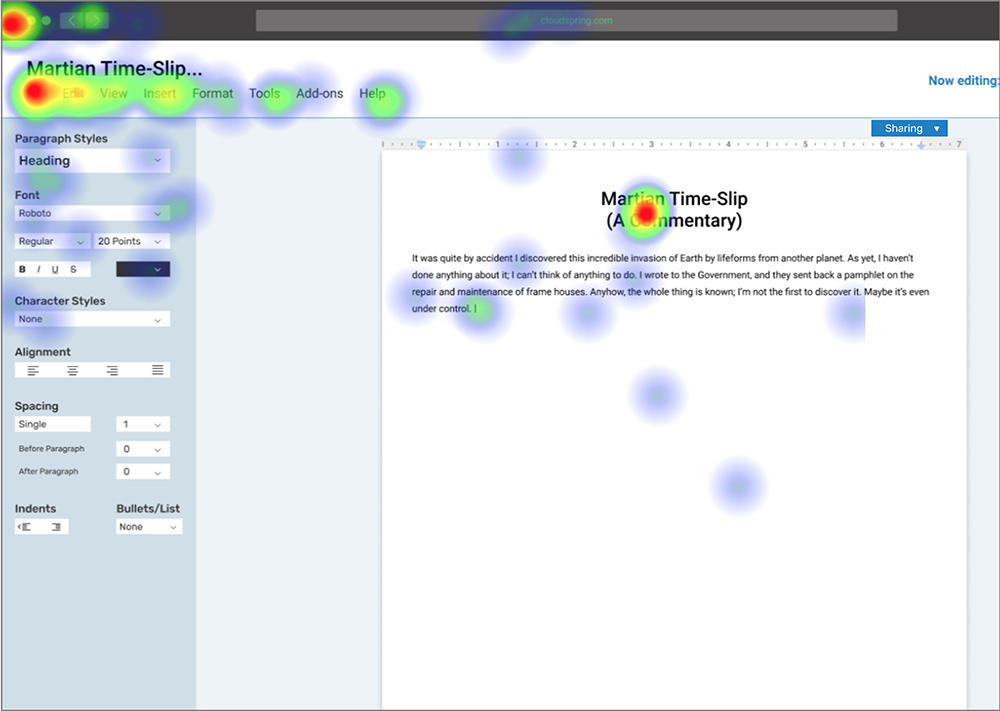 cloudspring.com
Martian Time-Slip...
Edit View Insert Format Tools Add-ons Help
Now editing:
Sharing
Paragraph Styles
Heading
Font
Roboto
Regular 20 Points
B I U S
Character Styles
None
Alignment
Spacing
Single 1
Before Paragraph 0
After Paragraph 0
Indents Bullets/List
None
1 2 3 4 5 6 7
Martian Time-Slip
(A Commentary)
It was quite by accident I discovered this incredible invasion of Earth by lifeforms from another planet. As yet, I haven't
done anything about it; I can't think of anything to do. I wrote to the Government, and they sent back a pamphlet on the
repair and maintenance of frame houses. Anyhow, the whole thing is known; I'm not the first to discover it. Maybe it's even
under control.